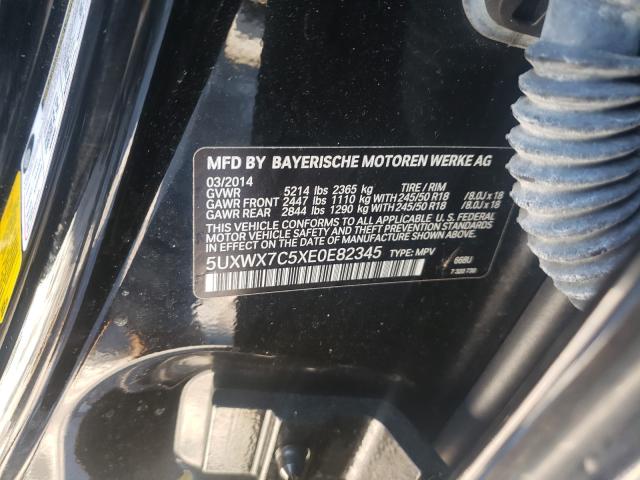 MFD BY BAYERISCHE MOTOREN WERKE AG
03/2014
GVWR 5214 lbs 2365 kg TIRE / RIM
GAWR FRONT 2447 lbs 1110 kg WITH 245/50 R18 /8.0J x 18
GAWR REAR 2844 lbs 1290 kg WITH 245/50 R18 /8.0J x 18
THIS VEHICLE CONFORMS TO ALL APPLICABLE U.S. FEDERAL
MOTOR VEHICLE SAFETY AND THEFT PREVENTION STANDARDS
IN EFFECT ON THE DATE OF MANUFACTURE SHOWN ABOVE.
5UXWX7C5XE0E82345 TYPE: MPV 668U